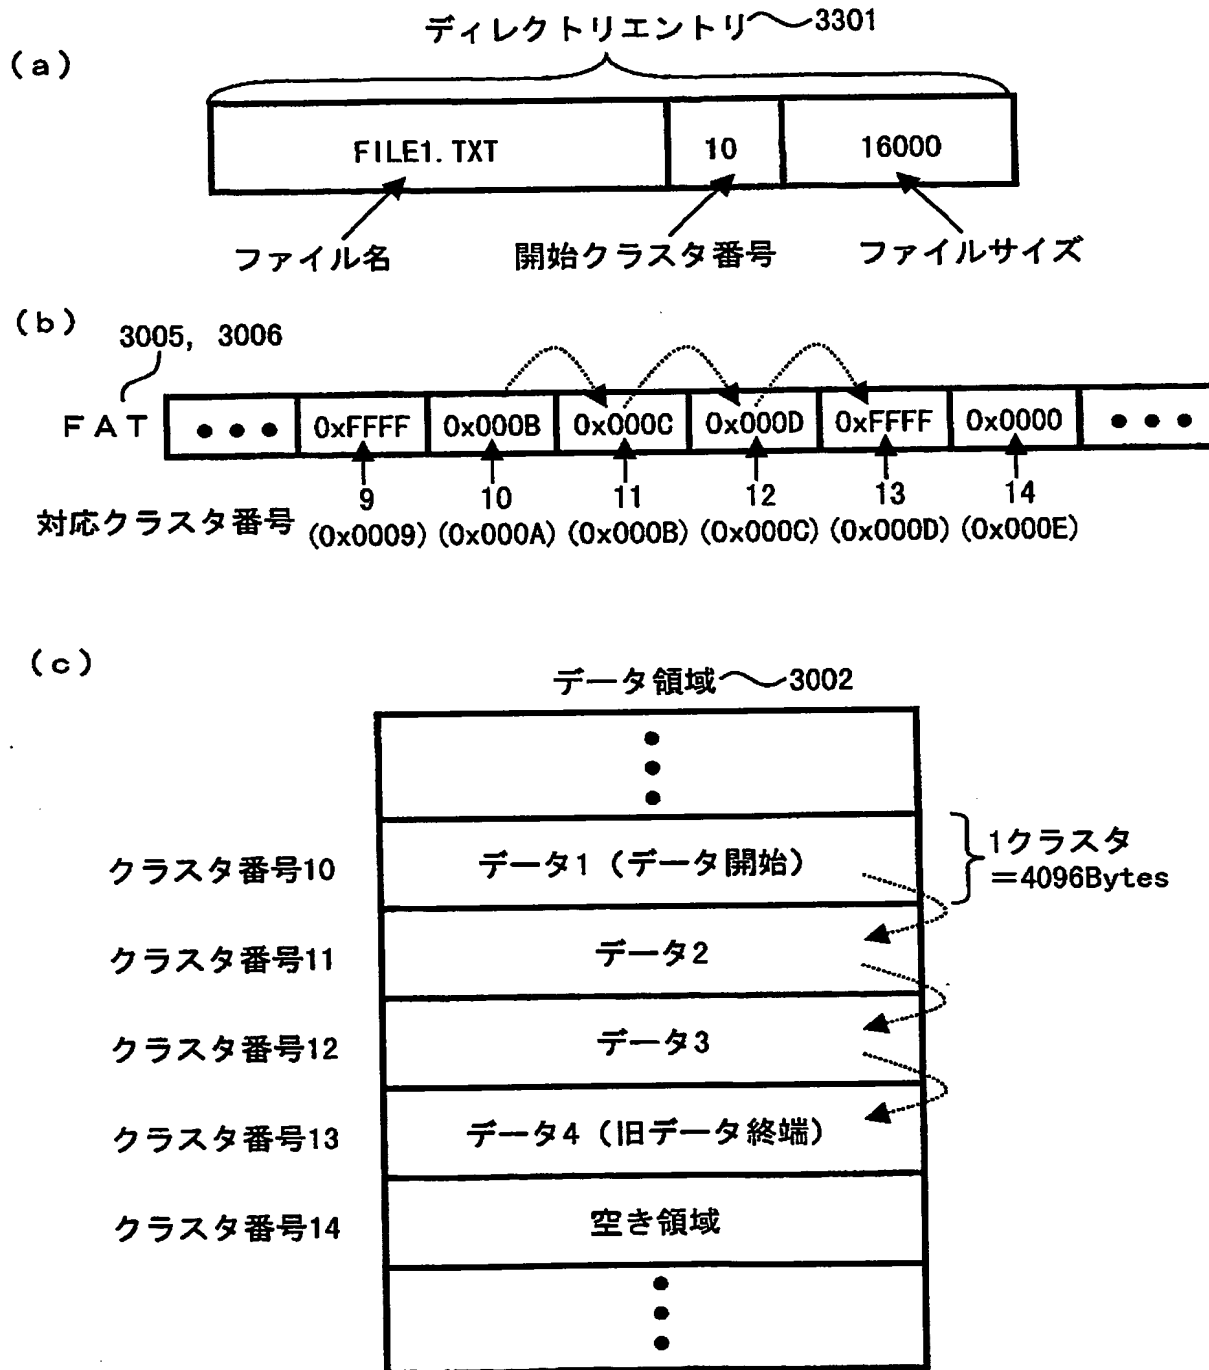 ディレクトリエントリ 3301
(a)
FILE1.TXT 10 16000
ファイル名 開始クラスタ番号 ファイルサイズ
(b)
3005, 3006
FAT ••• 0xFFFF 0x000B 0x000C 0x000D 0xFFFF 0x0000 •••
9 10 11 12 13 14
対応クラスタ番号 (0x0009) (0x000A) (0x000B) (0x000C) (0x000D) (0x000E)
(c)
データ領域 3002
クラスタ番号10 データ1(データ開始) 1クラスタ
=4096Bytes
クラスタ番号11 データ2
クラスタ番号12 データ3
クラスタ番号13 データ4(旧データ終端)
クラスタ番号14 空き領域